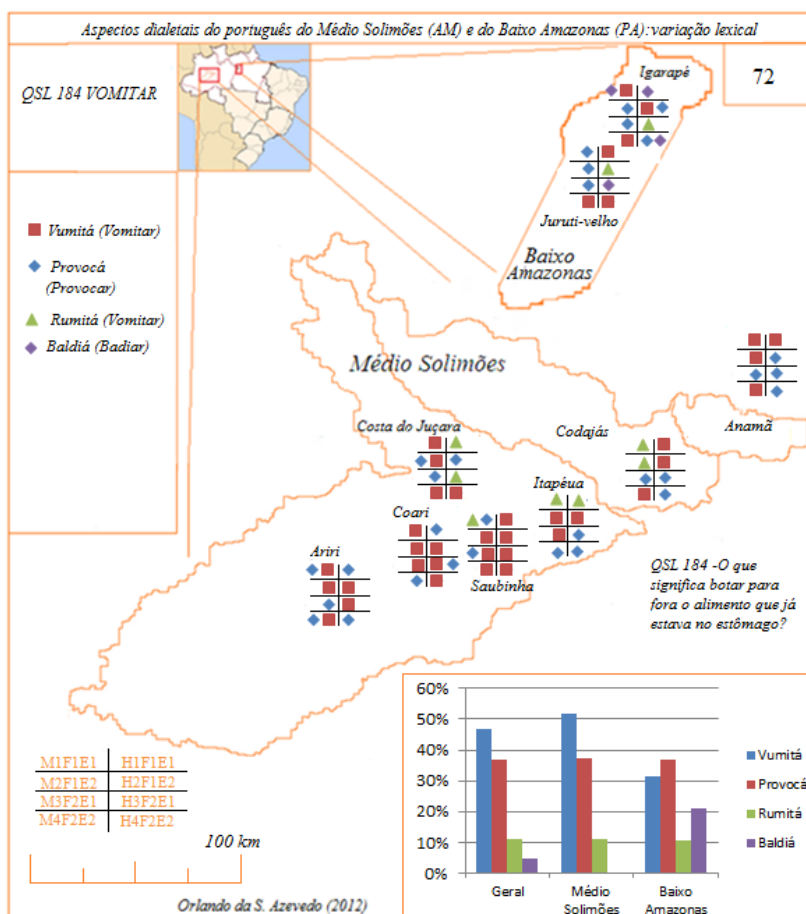 Aspectos dialetais do português do Médio Solimões (AM) e do Baixo Amazonas (PA):variação lexical
QSL 184 VOMITAR
72
Igarapé
Juruti-velho
Baixo
Amazonas
Vumitá (Vomitar)
Provocá
(Provocar)
Rumitá (Vomitar)
Baldiá (Badiar)
Médio Solimões
Anamã
Costa do Juçara
Codajás
Itapéua
Coari
Saubinha
Ariri
QSL 184 -O que
significa botar para
fora o alimento que já
estava no estômago?
M1F1E1 H1F1E1
M2F1E2 H2F1E2
M3F2E1 H3F2E1
M4F2E2 H4F2E2
100 km
Orlando da S. Azevedo (2012)
60%
50%
40%
30%
20%
10%
0%
Geral
Médio
Solimões
Baixo
Amazonas
Vumitá
Provocá
Rumitá
Baldiá